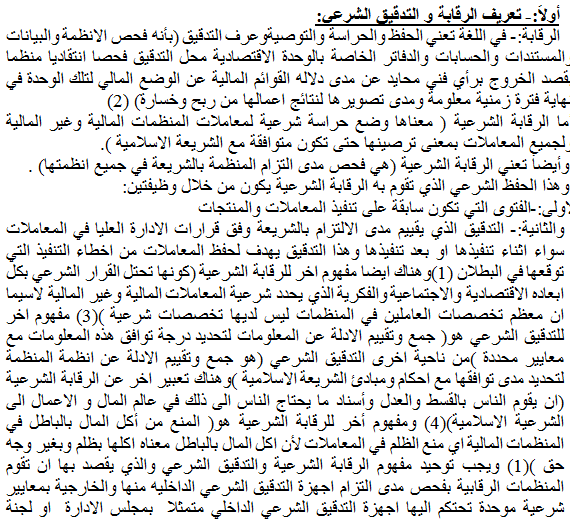 أولاً:- تعريف الرقابة و التدقيق الشرعي:
الرقابة:- في اللغة تعني الحفظ والحراسة والتوصيةوعرف التدقيق (بأنه فحص الانظمة والبيانات
والمستندات والحسابات والدفاتر الخاصة بالوحدة الاقتصادية محل التدقيق فحصا انتقاديا منظما
بقصد الخروج برأي فني محايد عن مدى دلاله القوائم المالية عن الوضع المالي لتلك الوحدة في
نهاية فترة زمنية معلومة ومدى تصويرها لنتائج اعمالها من ربح وخسارة) (2)
ما الرقابة الشرعية ( معناها وضع حراسة شرعية لمعاملات المنظمات المالية وغير المالية
ولجميع المعاملات بمعنى ترصينها حتى تكون متوافقة مع الشريعة الاسلامية ).
وأيضاً تعني الرقابة الشرعية (هي فحص مدى التزام المنظمة بالشريعة في جميع انظمتها) .
وهذا الحفظ الشرعي الذي تقوم به الرقابة الشرعية يكون من خلال وظيفتين:
الاولى:-الفتوى التي تكون سابقة على تنفيذ المعاملات والمنتجات
والثانية:- التدقيق الذي يقييم مدى الالتزام بالشريعة وفق قرارات الادارة العليا في المعاملات
سواء اثناء تنفيذها او بعد تنفيذها وهذا التدقيق يهدف لحفظ المعاملات من اخطاء التنفيذ التي
توقعها في البطلان (1)وهناك ايضا مفهوم اخر للرقابة الشرعية (كونها تحتل القرار الشرعي بكل
ابعاده الاقتصادية والاجتماعية والفكرية الذي يحدد شرعية المعاملات المالية وغير المالية لاسيما
ان معظم تخصصات العاملين في المنظمات ليس لديها تخصصات شرعية )(3) مفهوم اخر
للتدقيق الشرعي هو( جمع وتقييم الادلة عن المعلومات لتحديد درجة توافق هذه المعلومات مع
معايير محددة )من ناحية اخرى التدقيق الشرعي (هو جمع وتقييم الادلة عن انظمة المنظمة
لتحديد مدى توافقها مع احكام ومبادئ الشريعة الاسلامية )وهناك تعبير اخر عن الرقابة الشرعية
(ان يقوم الناس بالقسط والعدل وأسناد ما يحتاج الناس الى ذلك في عالم المال و الاعمال الى
الشرعية الاسلامية)(4) ومفهوم أخر للرقابة الشرعية هو( المنع من أكل المال بالباطل في
المنظمات المالية اي منع الظلم في المعاملات لأن اكل المال بالباطل معناه اكلها بظلم وبغير وجه
حق )(1) ويجب توحيد مفهوم الرقابة الشرعية والتدقيق الشرعي والذي يقصد بها ان تقوم
المنظمات الرقابية بفحص مدى التزام اجهزة التدقيق الشرعي الداخليه منها والخارجية بمعايير
شرعية موحدة تحتكم اليها اجهزة التدقيق الشرعي الداخلي متمثلا بمجلس الادارة او لجنة